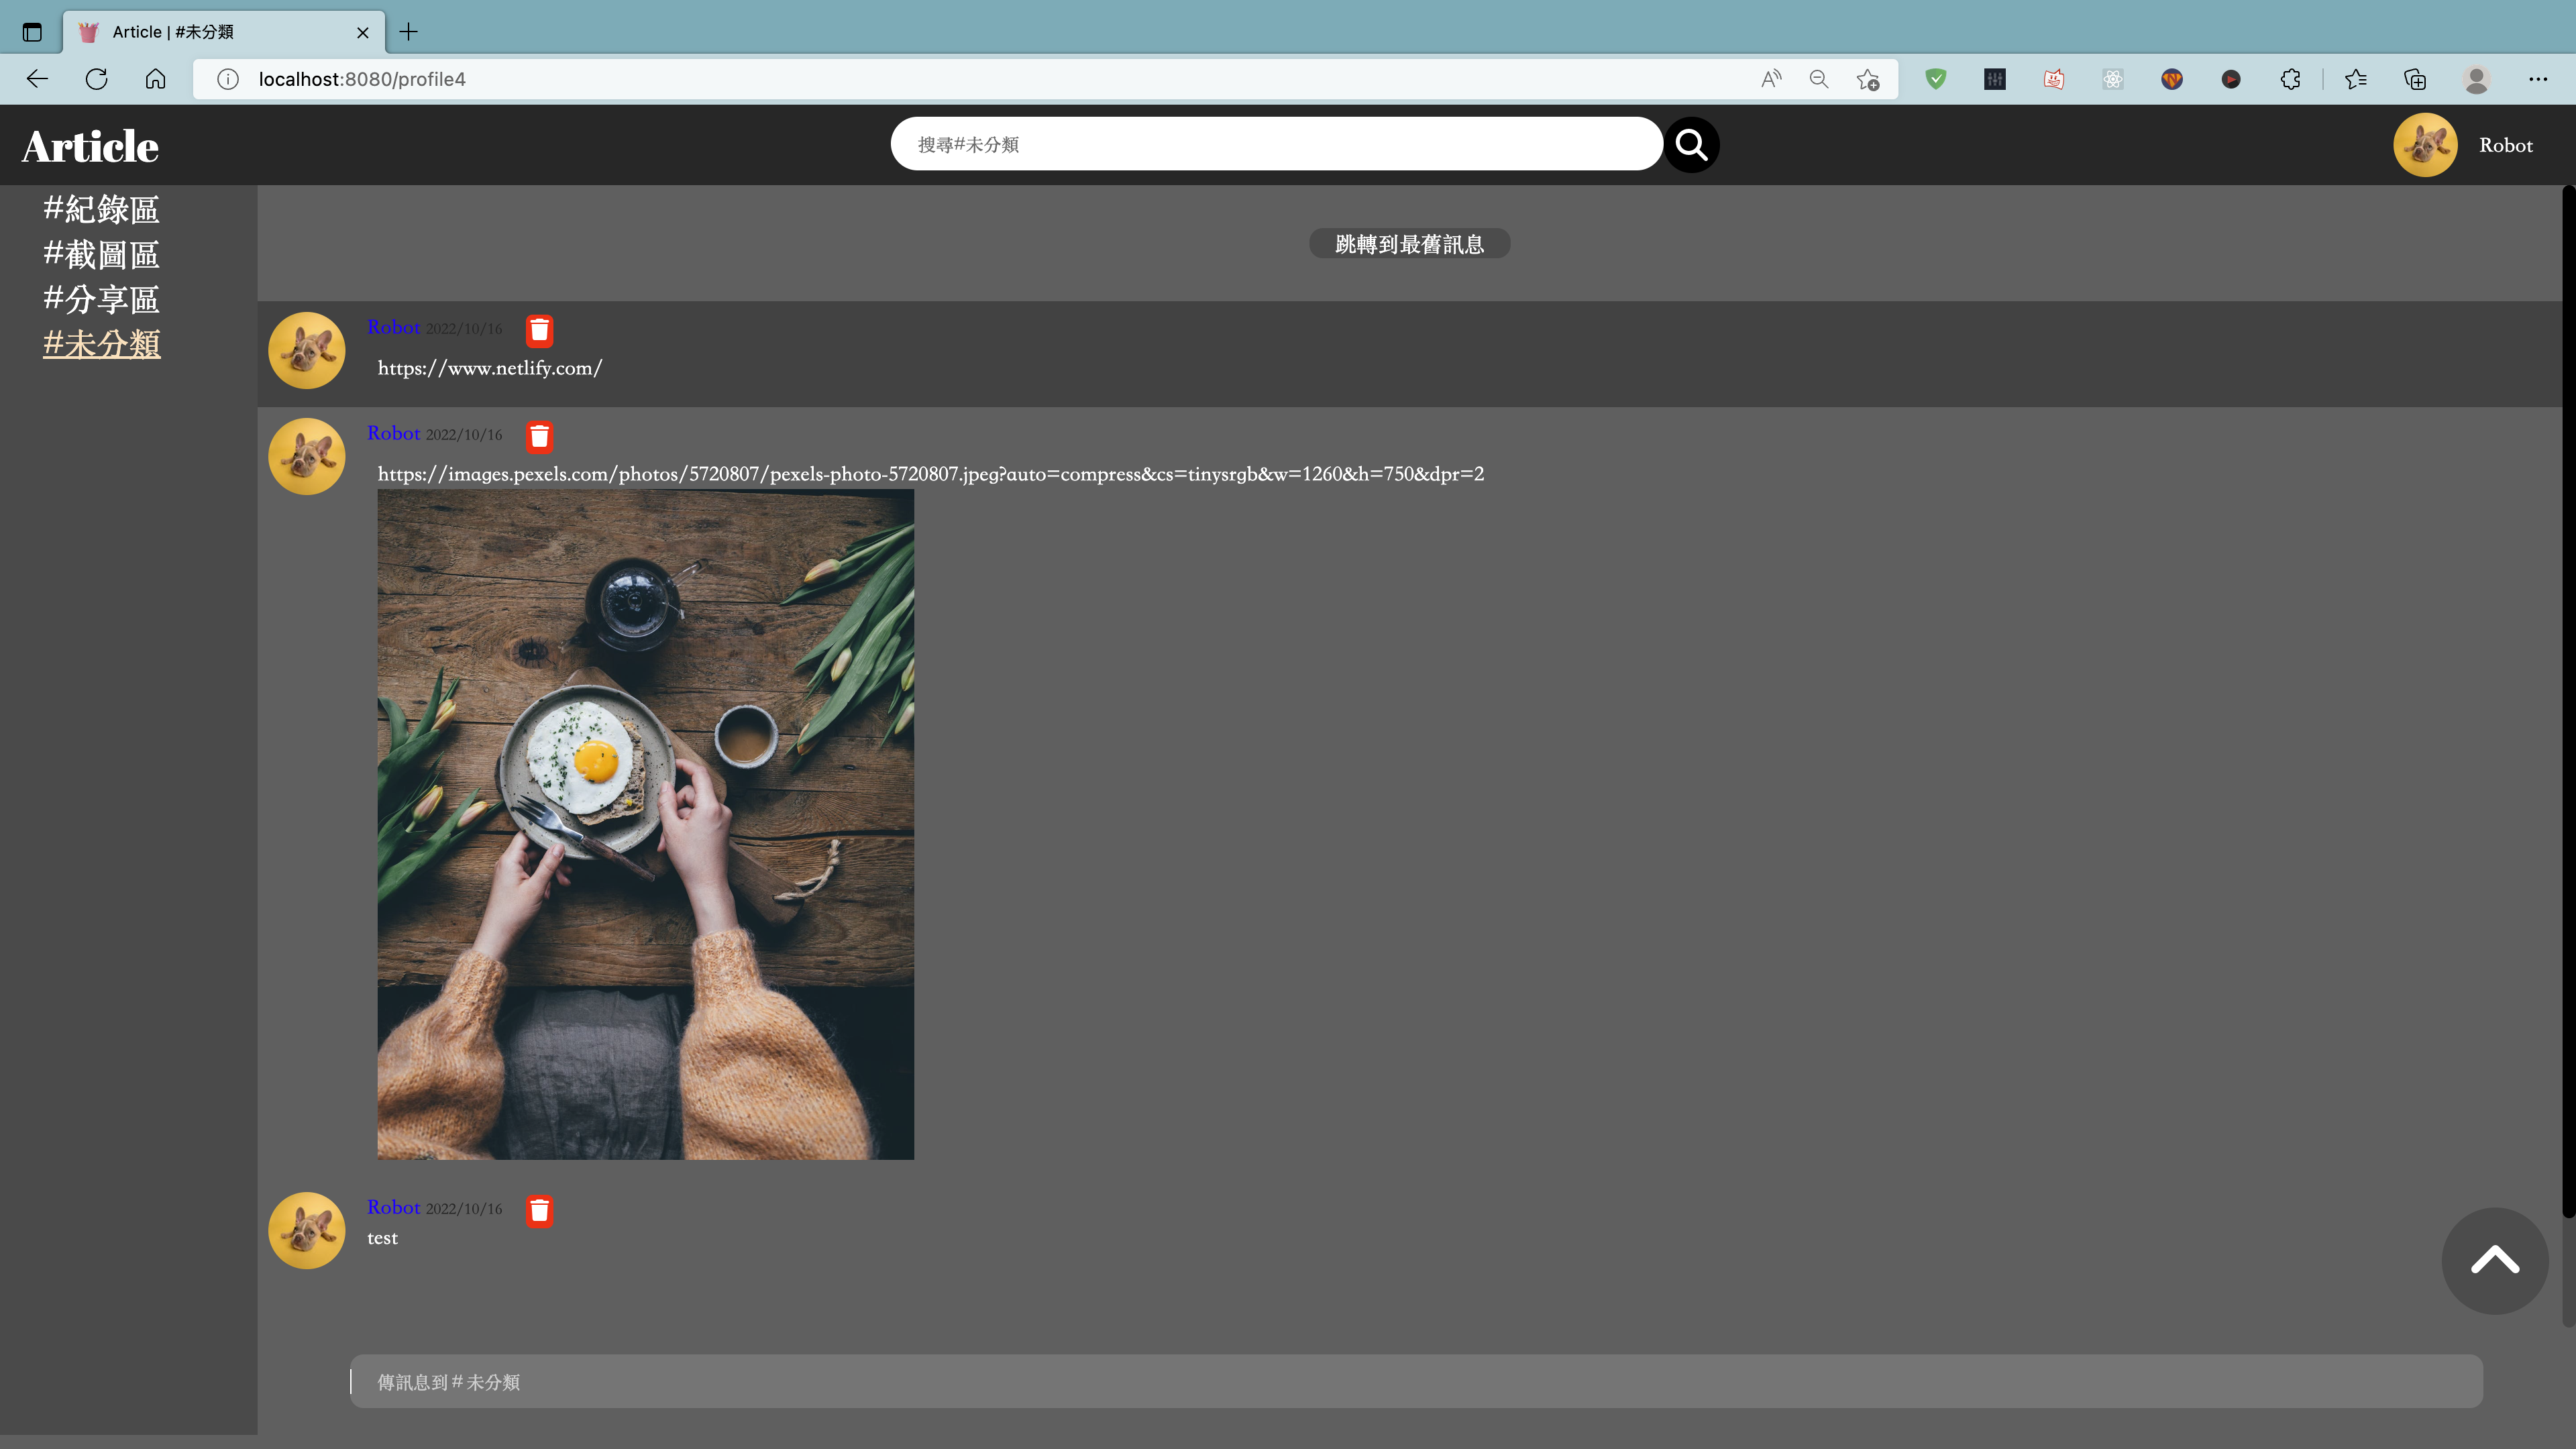 Article | #未分類
localhost:8080/profile4
Article
搜尋#未分類
Robot
#紀錄區
#截圖區
#分享區
#未分類
跳轉到最舊訊息
Robot 2022/10/16
https://www.netlify.com/
Robot 2022/10/16
https://images.pexels.com/photos/5720807/pexels-photo-5720807.jpeg?auto=compress&cs=tinysrgb&w=1260&h=750&dpr=2
Robot 2022/10/16
test
傳訊息到＃未分類